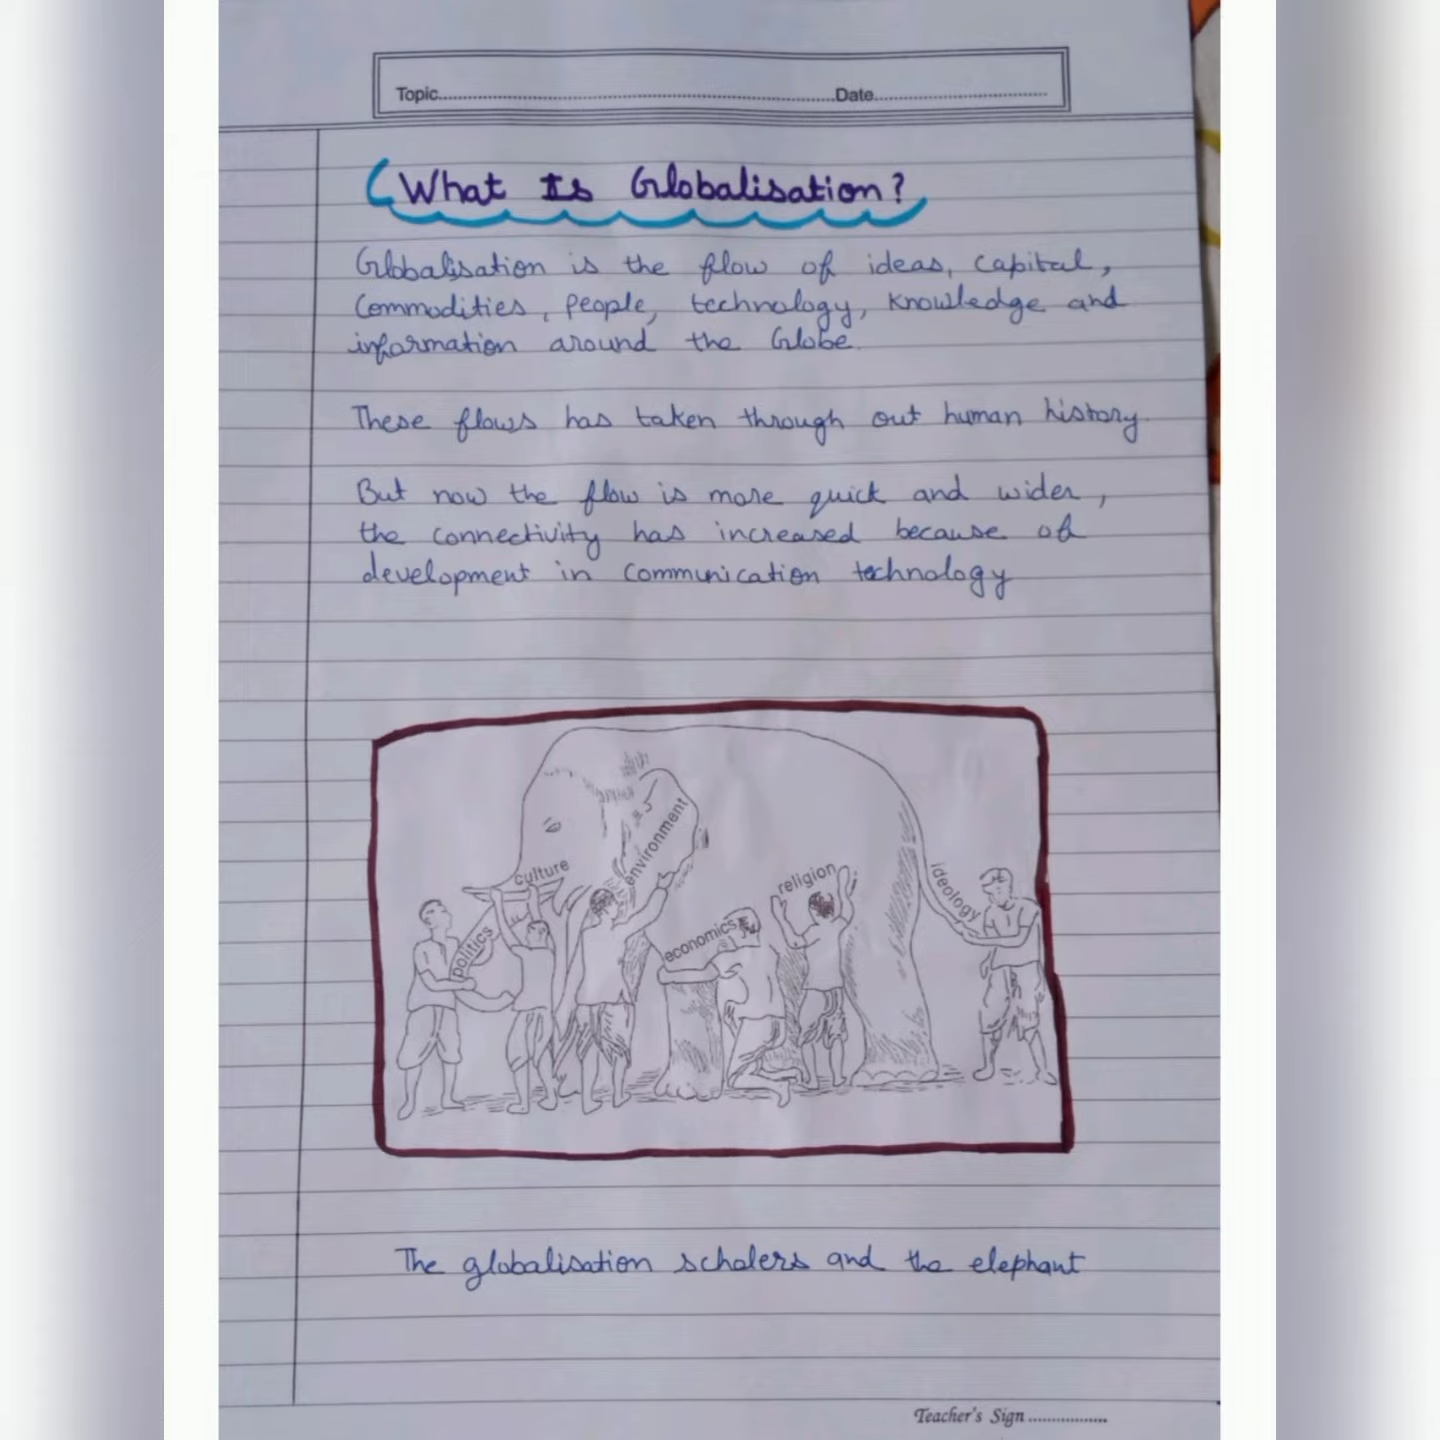 Topic.......................................................................Date..............................
What Is Globalisation?
Globalisation is the flow of ideas, capital,
Commodities, people, technology, knowledge and
information around the Globe
These flows has taken through out human history
But now the flow is more quick and wider,
the connectivity has increased because of
development in communication technology
culture
environment
politics
economics
religion
ideology
The globalisation scholers and the elephant
Teacher's Sign .................